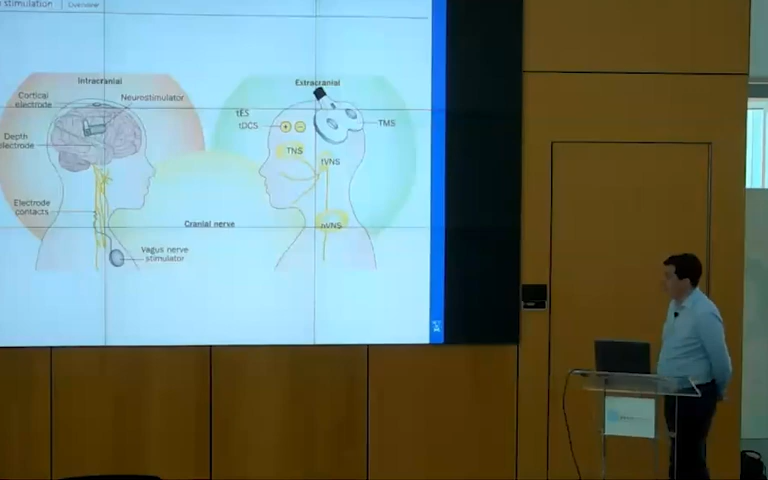 stimulation | Overview
Intracranial
Cortical
electrode
Neurostimulator
Depth
electrode
Electrode
contacts
Vagus nerve
stimulator
Cranial nerve
Extracranial
tES
tDCS
TMS
TNS
tVNS
nVNS